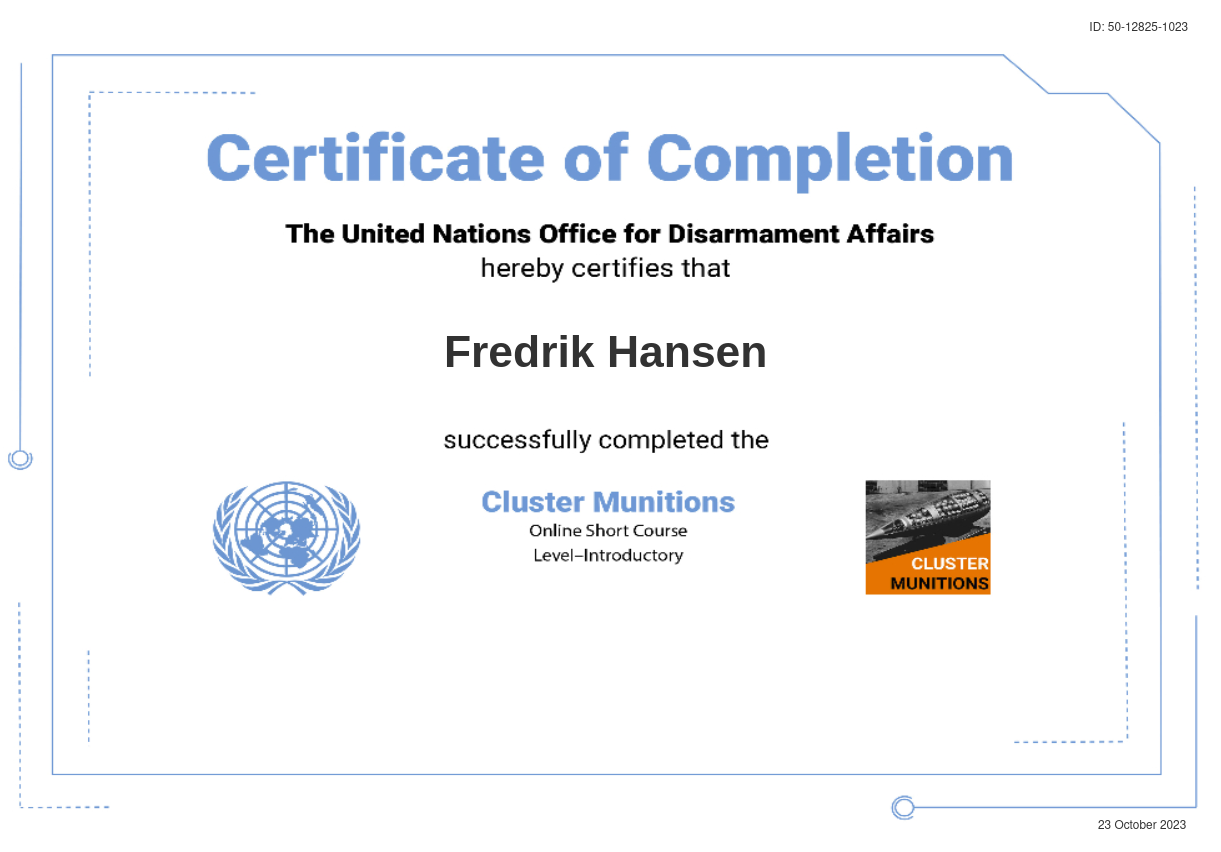 ID: 50-12825-1023
Certificate of Completion
The United Nations Office for Disarmament Affairs
hereby certifies that
Fredrik Hansen
successfully completed the
Cluster Munitions
Online Short Course
Level–Introductory
CLUSTER
MUNITIONS
23 October 2023